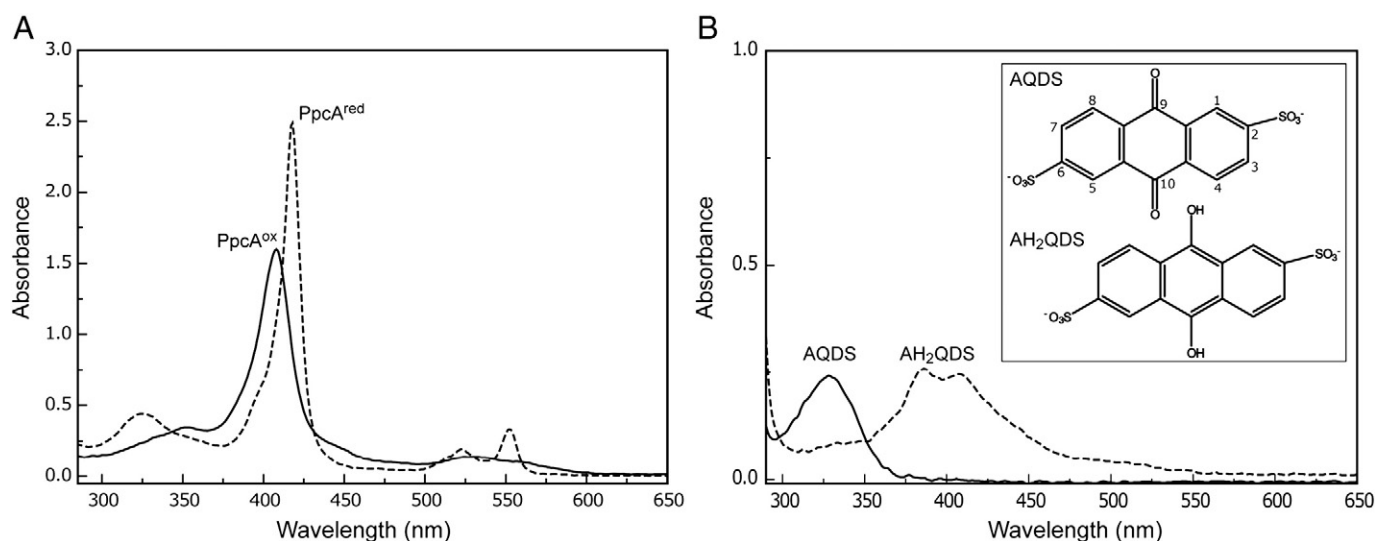 A
B
3.0
2.5
2.0
1.5
1.0
0.5
0.0
Absorbance
PpcA^red
PpcA^ox
300 350 400 450 500 550 600 650
Wavelength (nm)
1.0
0.5
0.0
Absorbance
AQDS
AH₂QDS
300 350 400 450 500 550 600 650
Wavelength (nm)
AQDS
O
8 9 1
7 2 SO₃⁻
⁻O₃S 6 5 10 4 3
O
AH₂QDS
OH
SO₃⁻
⁻O₃S
OH